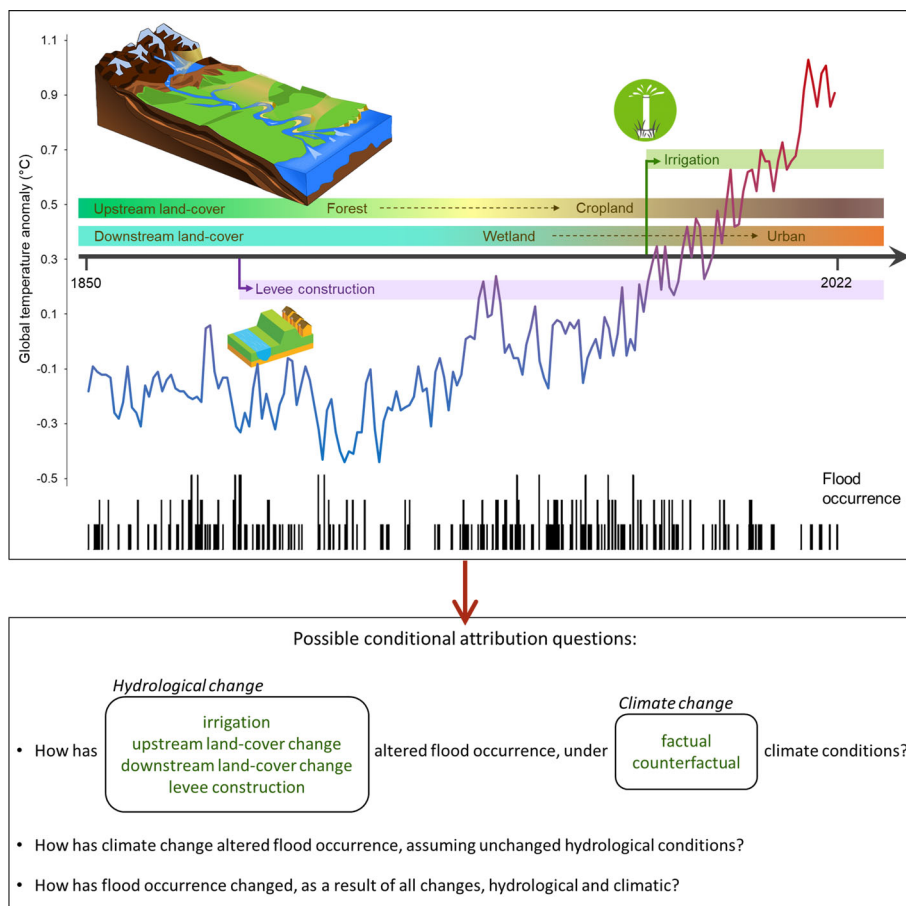 Global temperature anomaly (°C)
1.1
0.9
0.7
0.5
0.3
0.1
-0.1
-0.3
-0.5
Irrigation
Upstream land-cover Forest Cropland
Downstream land-cover Wetland Urban
1850 2022
Levee construction
Flood
occurrence
Possible conditional attribution questions:
Hydrological change
Climate change
irrigation
upstream land-cover change
downstream land-cover change
levee construction
factual
counterfactual
• How has altered flood occurrence, under climate conditions?
• How has climate change altered flood occurrence, assuming unchanged hydrological conditions?
• How has flood occurrence changed, as a result of all changes, hydrological and climatic?